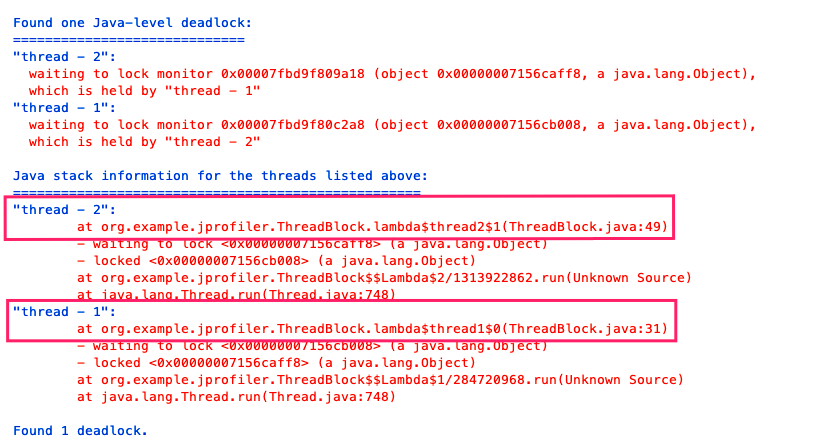 Found one Java-level deadlock:
=============================
"thread - 2":
  waiting to lock monitor 0x00007fbd9f809a18 (object 0x00000007156caff8, a java.lang.Object),
  which is held by "thread - 1"
"thread - 1":
  waiting to lock monitor 0x00007fbd9f80c2a8 (object 0x00000007156cb008, a java.lang.Object),
  which is held by "thread - 2"

Java stack information for the threads listed above:
===================================================
"thread - 2":
        at org.example.jprofiler.ThreadBlock.lambda$thread2$1(ThreadBlock.java:49)
        - waiting to lock <0x00000007156caff8> (a java.lang.Object)
        - locked <0x00000007156cb008> (a java.lang.Object)
        at org.example.jprofiler.ThreadBlock$$Lambda$2/1313922862.run(Unknown Source)
        at java.lang.Thread.run(Thread.java:748)
"thread - 1":
        at org.example.jprofiler.ThreadBlock.lambda$thread1$0(ThreadBlock.java:31)
        - waiting to lock <0x00000007156cb008> (a java.lang.Object)
        - locked <0x00000007156caff8> (a java.lang.Object)
        at org.example.jprofiler.ThreadBlock$$Lambda$1/284720968.run(Unknown Source)
        at java.lang.Thread.run(Thread.java:748)

Found 1 deadlock.